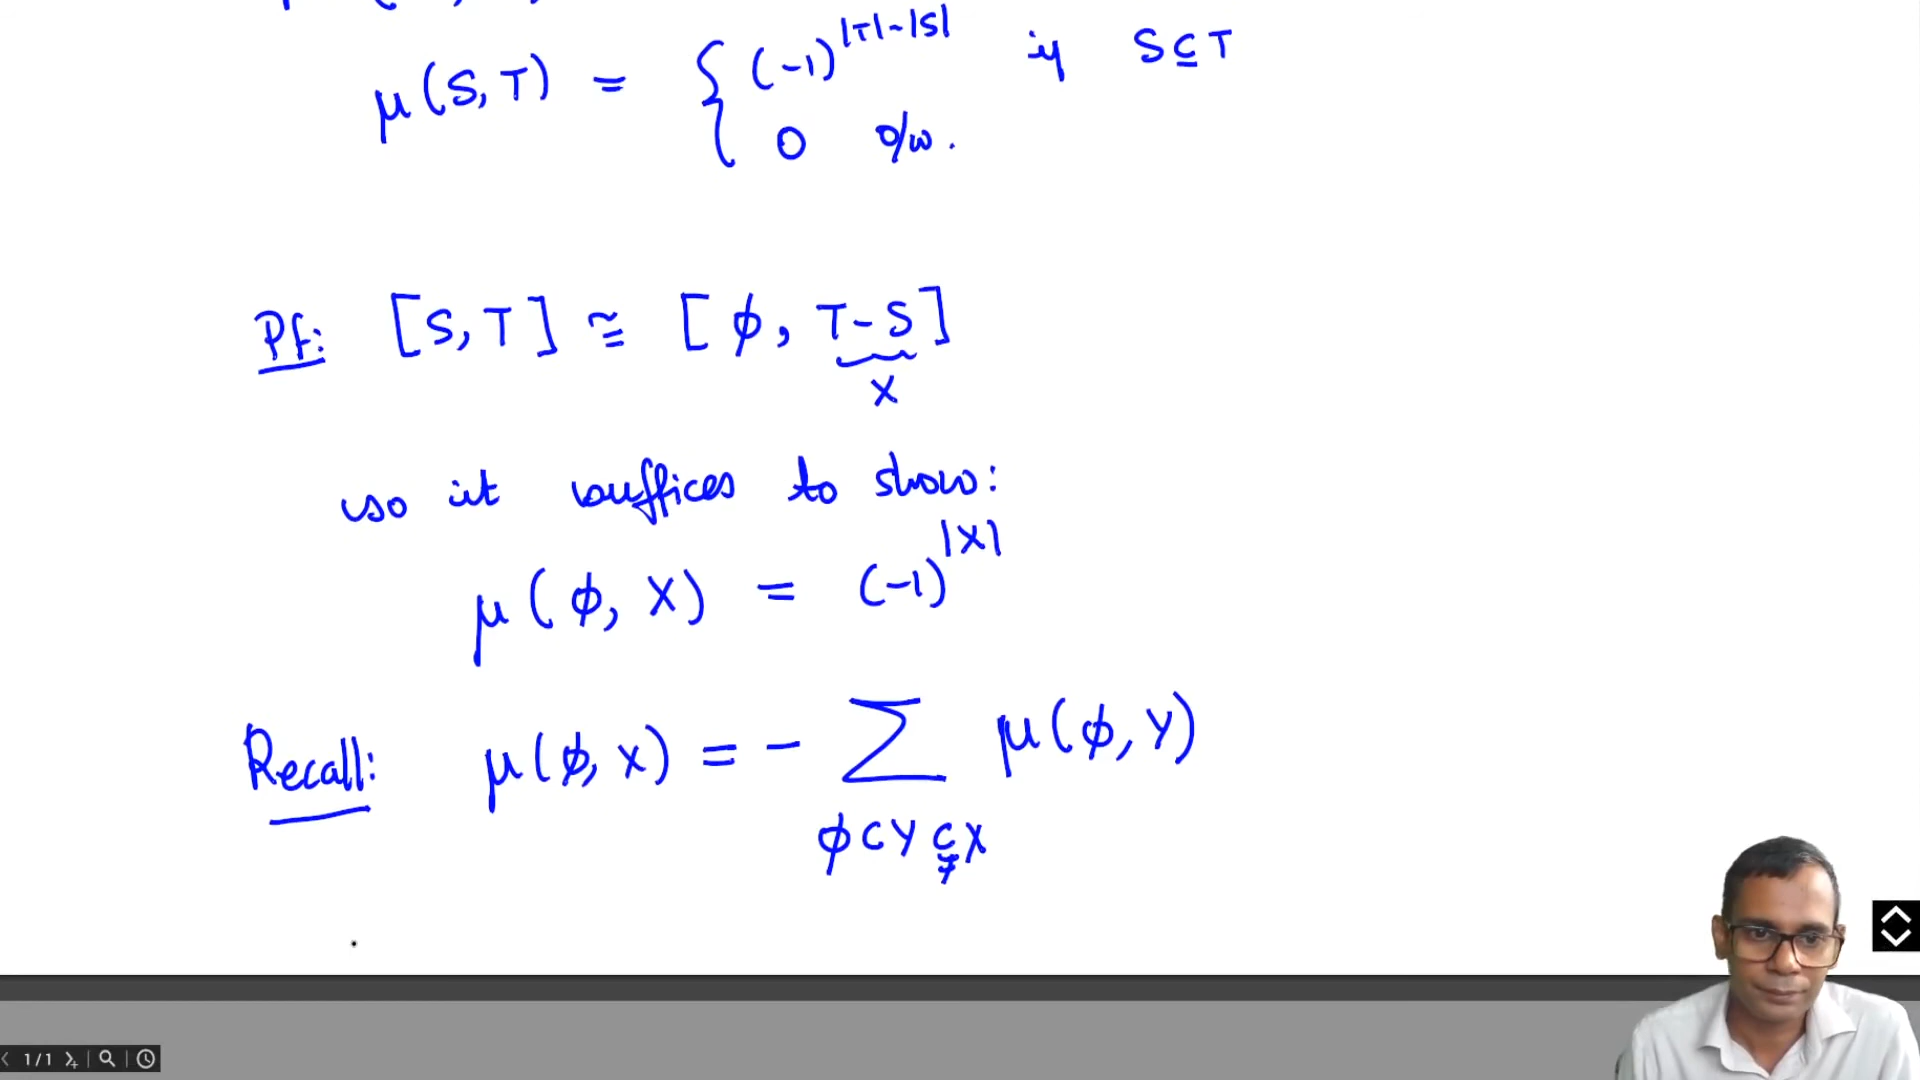 μ(S,T) = { (-1)^{|T|-|S|} if S ⊆ T
0 o/w.
Pf: [S,T] ≅ [ϕ, T-S]
X
so it suffices to show:
μ(ϕ, X) = (-1)^{|X|}
Recall: μ(ϕ,X) = - ∑ μ(ϕ,Y)
ϕ⊂Y⊊X
1/1